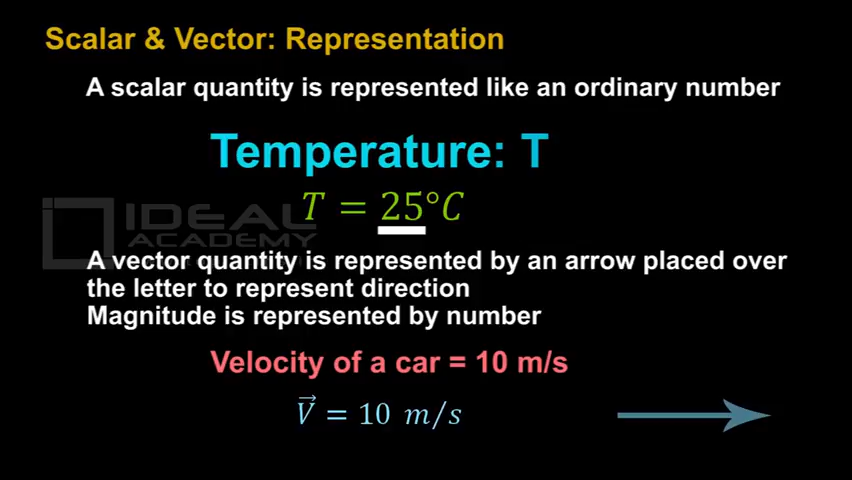 Scalar & Vector: Representation
A scalar quantity is represented like an ordinary number
Temperature: T
T = 25°C
IDEAL
ACADEMY
A vector quantity is represented by an arrow placed over
the letter to represent direction
Magnitude is represented by number
Velocity of a car = 10 m/s
V⃗ = 10 m/s